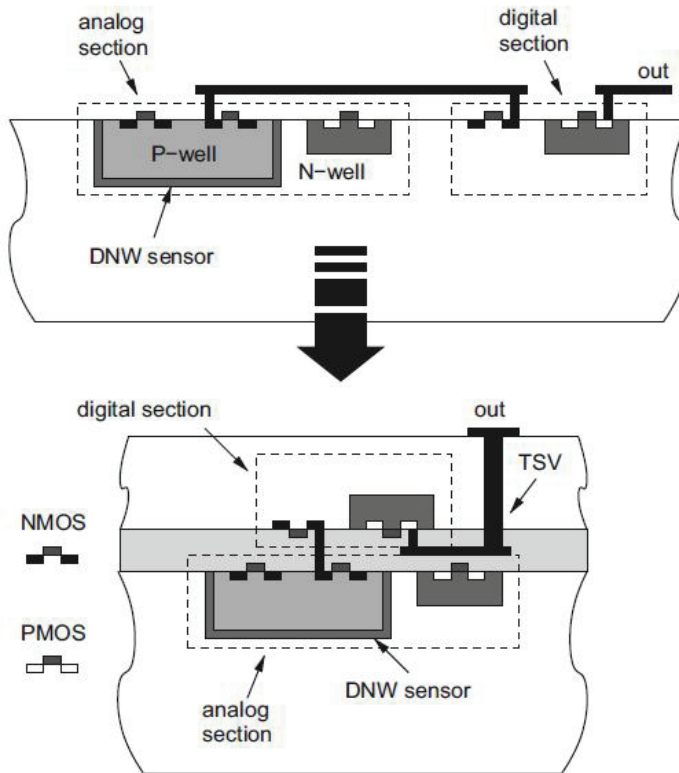 analog
section
digital
section
out
P-well
N-well
DNW sensor
digital section
out
TSV
NMOS
PMOS
DNW sensor
analog
section